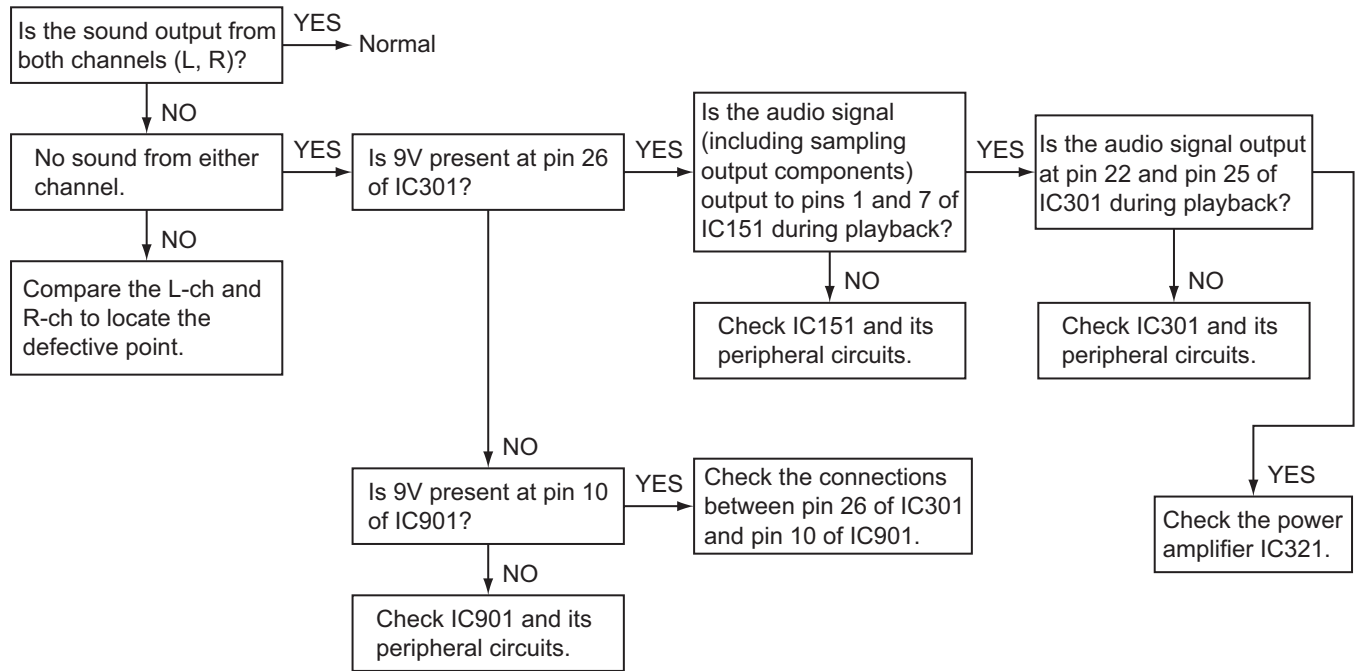 Is the sound output from
both channels (L, R)?
YES
Normal
NO
No sound from either
channel.
YES
Is 9V present at pin 26
of IC301?
YES
Is the audio signal
(including sampling
output components)
output to pins 1 and 7 of
IC151 during playback?
YES
Is the audio signal output
at pin 22 and pin 25 of
IC301 during playback?
NO
Compare the L-ch and
R-ch to locate the
defective point.
NO
Check IC151 and its
peripheral circuits.
NO
Check IC301 and its
peripheral circuits.
NO
Is 9V present at pin 10
of IC901?
YES
Check the connections
between pin 26 of IC301
and pin 10 of IC901.
YES
Check the power
amplifier IC321.
NO
Check IC901 and its
peripheral circuits.